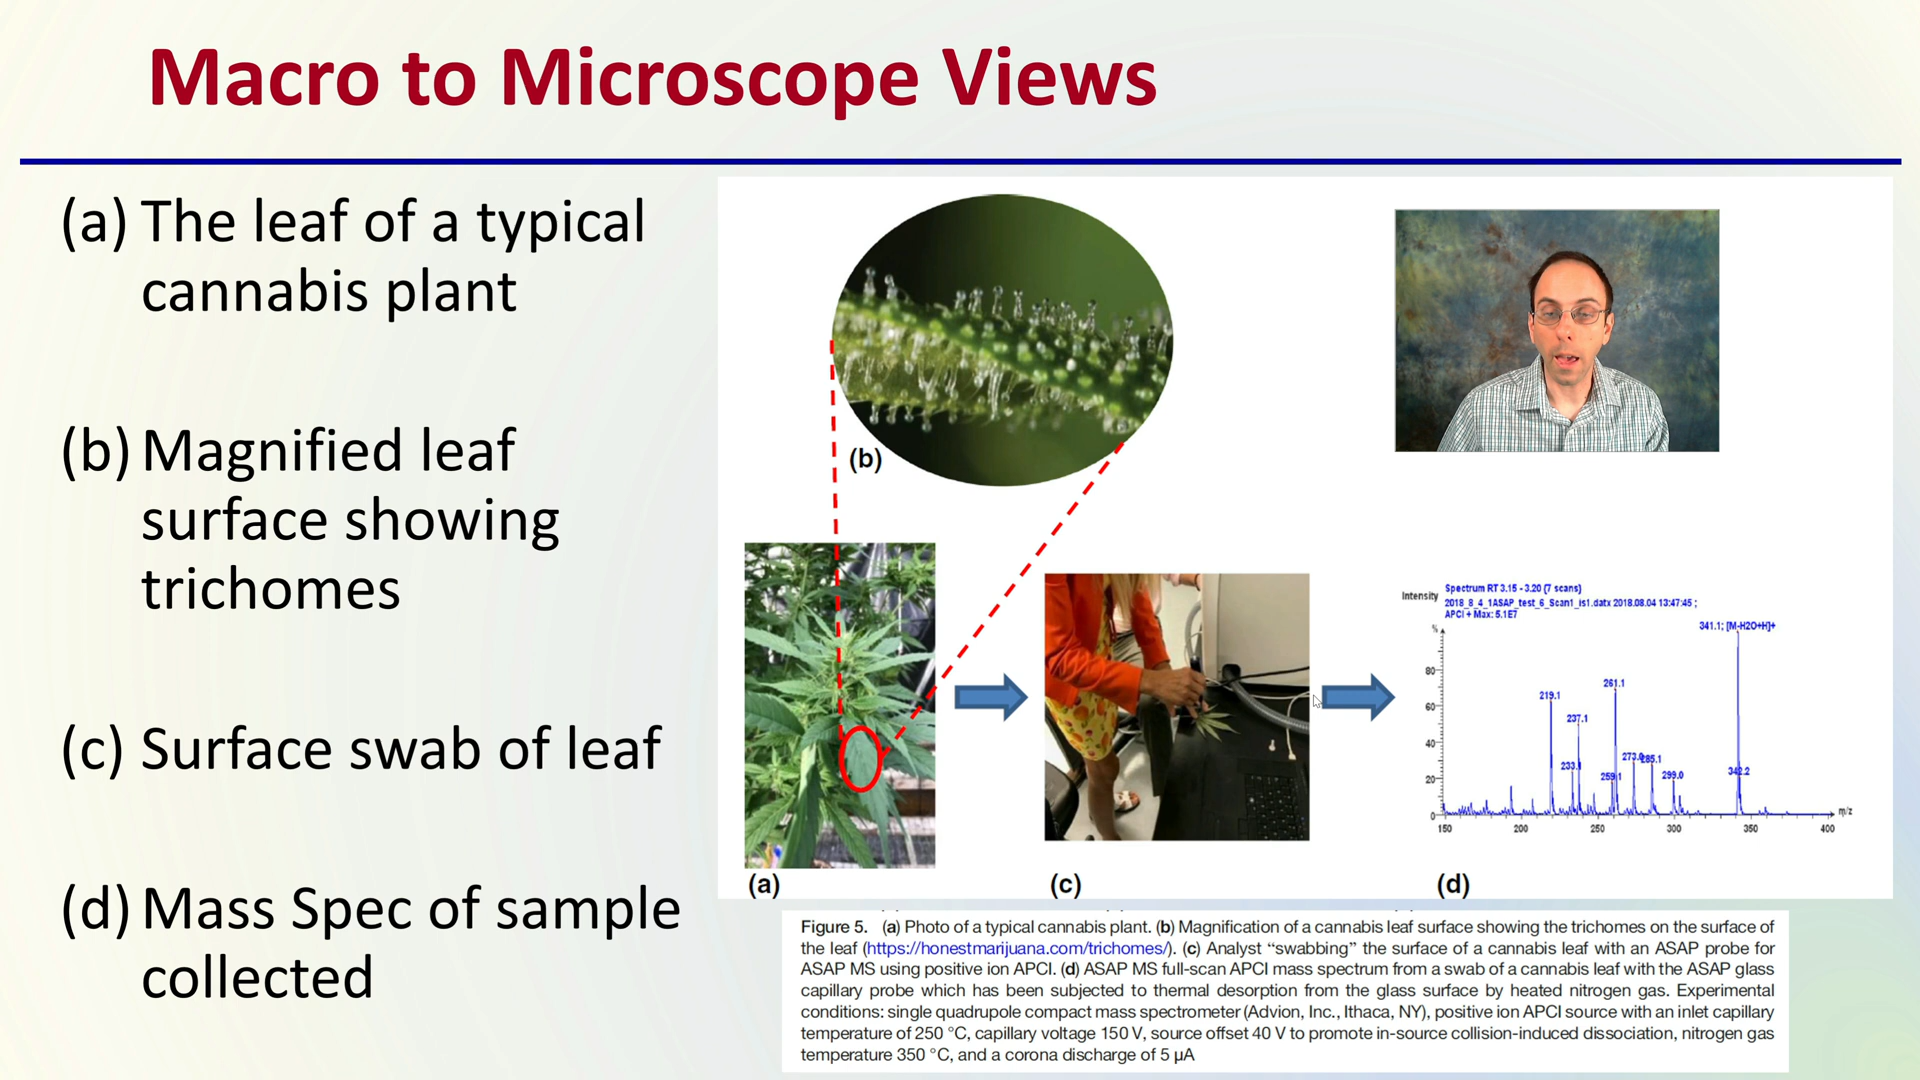 Macro to Microscope Views
(a) The leaf of a typical
cannabis plant
(b) Magnified leaf
surface showing
trichomes
(c) Surface swab of leaf
(d) Mass Spec of sample
collected
(b)
(a)
(c)
(d)
Intensity
Spectrum RT 3.15 - 3.20 (7 scans)
2018_8_4_1ASAP_test_6_Scan1_is1.datx 2018.08.04 13:47:45 ;
APCI + Max: 5.1E7
%
341.1; [M-H2O+H]+
261.1
219.1
237.1
273.0
285.1
233.1
259.1
299.0
342.2
80
60
40
20
0
m/z
150 200 250 300 350 400
Figure 5. (a) Photo of a typical cannabis plant. (b) Magnification of a cannabis leaf surface showing the trichomes on the surface of
the leaf (https://honestmarijuana.com/trichomes/). (c) Analyst “swabbing” the surface of a cannabis leaf with an ASAP probe for
ASAP MS using positive ion APCI. (d) ASAP MS full-scan APCI mass spectrum from a swab of a cannabis leaf with the ASAP glass
capillary probe which has been subjected to thermal desorption from the glass surface by heated nitrogen gas. Experimental
conditions: single quadrupole compact mass spectrometer (Advion, Inc., Ithaca, NY), positive ion APCI source with an inlet capillary
temperature of 250 °C, capillary voltage 150 V, source offset 40 V to promote in-source collision-induced dissociation, nitrogen gas
temperature 350 °C, and a corona discharge of 5 µA